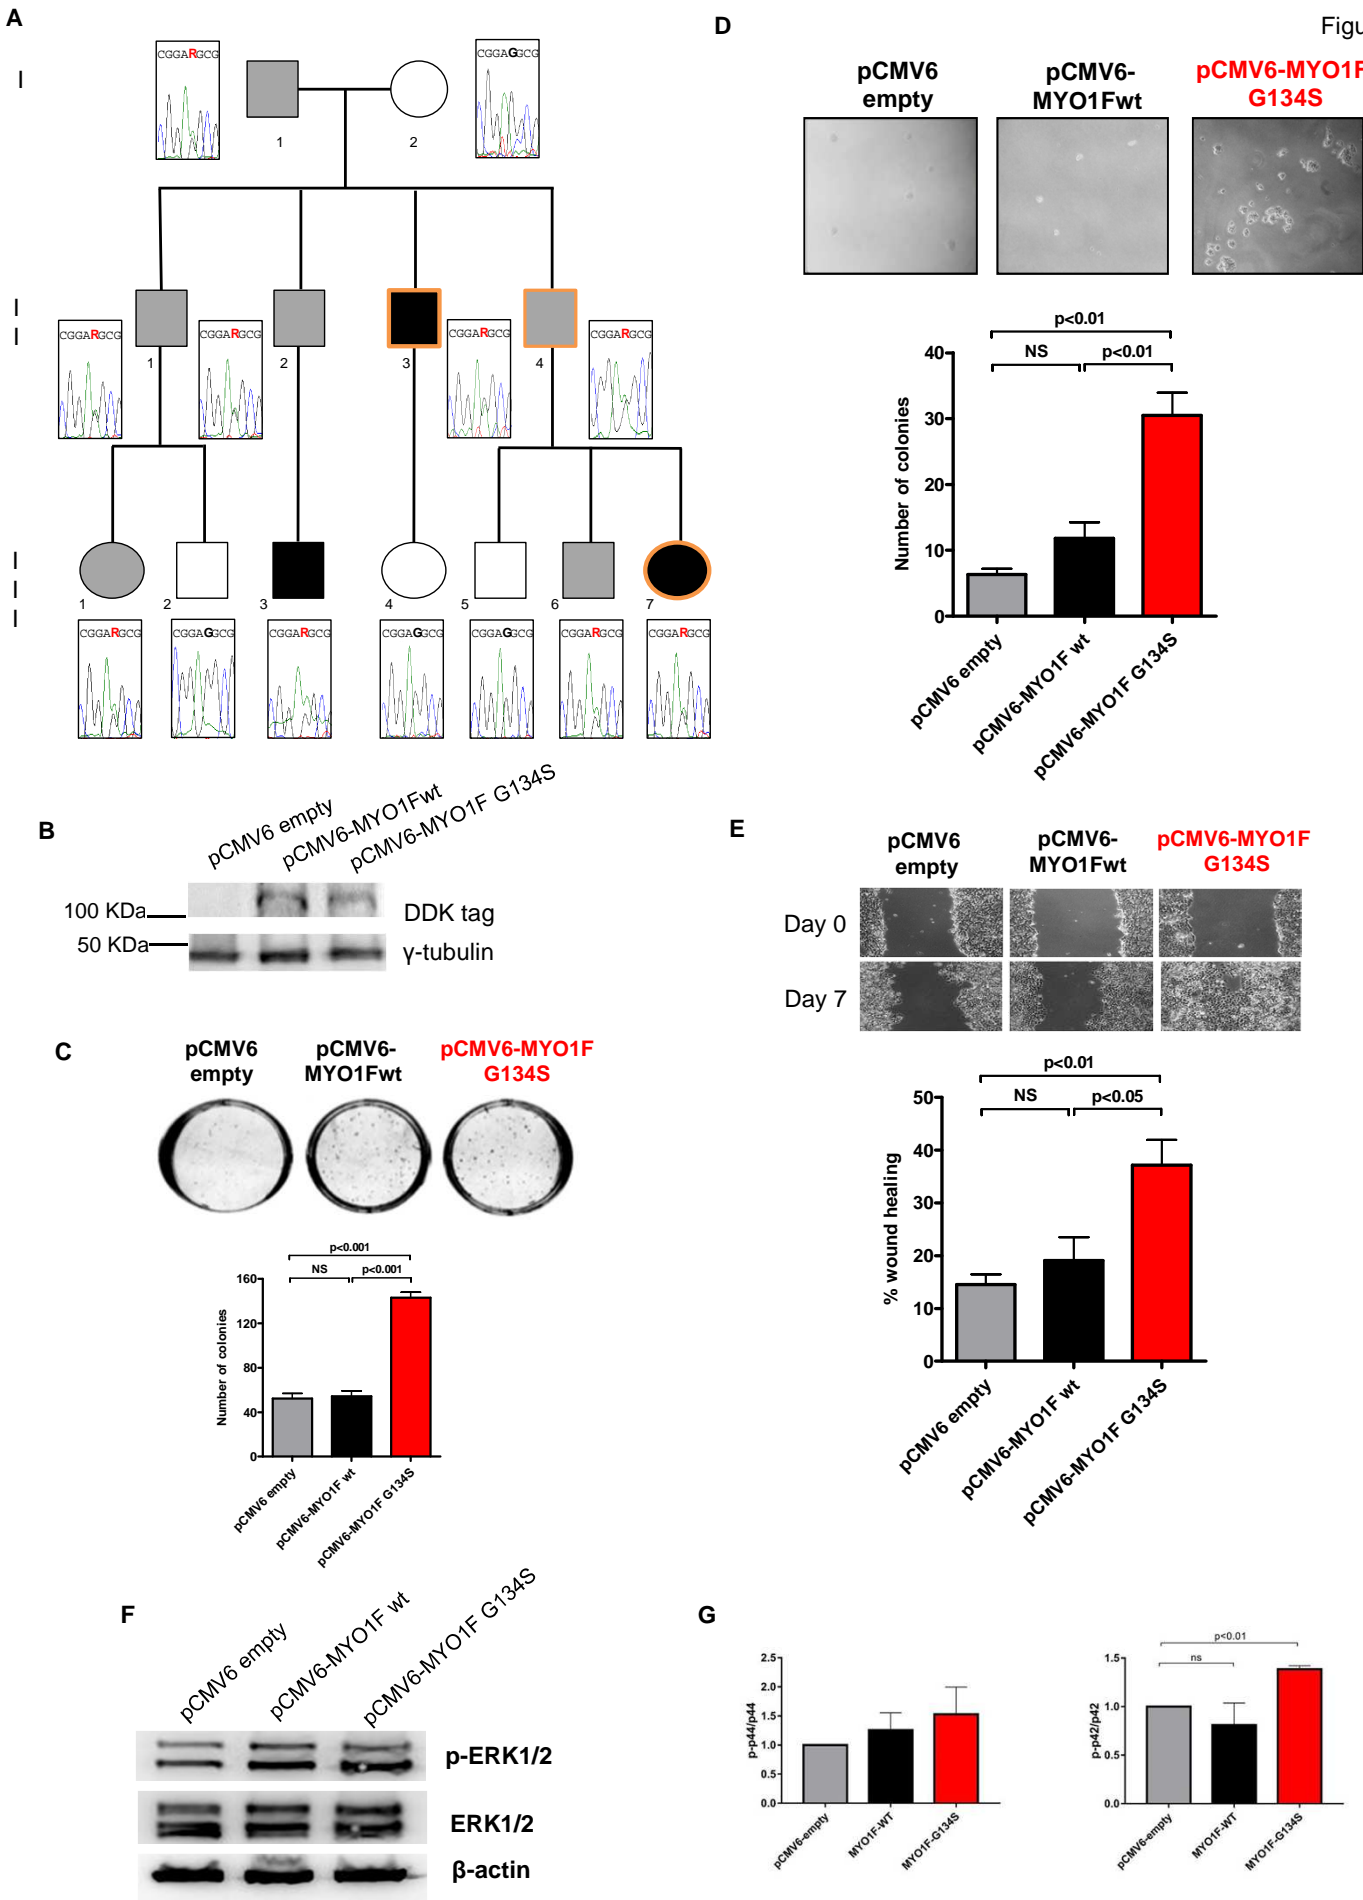 A
CGGARGCG
CGGAGGCG
I
1
2
I
I
CGGARGCG
CGGARGCG
CGGARGCG
CGGARGCG
1
2
3
4
I
I
I
1
2
3
4
5
6
7
CGGARGCG
CGGAGGCG
CGGARGCG
CGGAGGCG
CGGAGGCG
CGGARGCG
CGGARGCG
B
pCMV6 empty
pCMV6-MYO1Fwt
pCMV6-MYO1F G134S
100 KDa
DDK tag
50 KDa
γ-tubulin
C
pCMV6
empty
pCMV6-
MYO1Fwt
pCMV6-MYO1F
G134S
p<0.001
NS
p<0.001
160
120
80
40
0
Number of colonies
pCMV6 empty
pCMV6-MYO1F wt
pCMV6-MYO1F G134S
D
Figu
pCMV6
empty
pCMV6-
MYO1Fwt
pCMV6-MYO1F
G134S
p<0.01
NS
p<0.01
40
30
20
10
0
Number of colonies
pCMV6 empty
pCMV6-MYO1F wt
pCMV6-MYO1F G134S
E
pCMV6
empty
pCMV6-
MYO1Fwt
pCMV6-MYO1F
G134S
Day 0
Day 7
p<0.01
NS
p<0.05
50
40
30
20
10
0
% wound healing
pCMV6 empty
pCMV6-MYO1F wt
pCMV6-MYO1F G134S
F
pCMV6 empty
pCMV6-MYO1F wt
pCMV6-MYO1F G134S
p-ERK1/2
ERK1/2
β-actin
G
2.5
2.0
1.5
1.0
0.5
0.0
p-p44/p44
pCMV6-empty
MYO1F-WT
MYO1F-G134S
p<0.01
ns
1.5
1.0
0.5
0.0
p-p42/p42
pCMV6-empty
MYO1F-WT
MYO1F-G134S